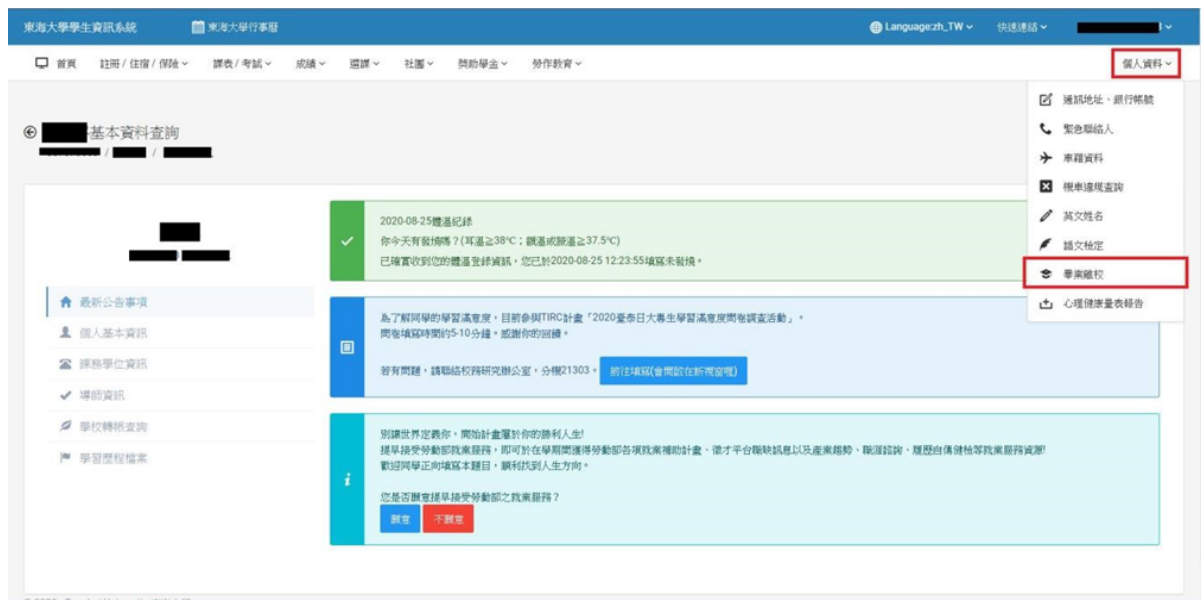 東海大學學生資訊系統
東海大學行事曆
Language:zh_TW
快速連結
首頁
註冊/住宿/保險
課表/考試
成績
選課
社團
獎助學金
勞作教育
個人資料
通訊地址、銀行帳號
緊急聯絡人
車籍資料
機車違規查詢
英文姓名
語文檢定
畢業離校
心理健康量表報告
基本資料查詢
/ /
最新公告事項
個人基本資訊
課務學位資訊
導師資訊
學校轉帳查詢
學習歷程檔案
2020-08-25體溫紀錄
你今天有發燒嗎？(耳溫≧38°C；額溫或腋溫≧37.5°C)
已確實收到您的體溫登錄資訊，您已於2020-08-25 12:23:55填寫未發燒。
為了解同學的學習滿意度，目前參與TIRC計畫「2020臺泰日大專生學習滿意度問卷調查活動」。
問卷填寫時間約5-10分鐘。感謝你的回饋。
若有問題，請聯絡校務研究辦公室，分機21303。
前往填寫(會開啟在新視窗喔)
別讓世界定義你，開始計畫屬於你的勝利人生!
提早接受勞動部就業服務，即可於在學期間獲得勞動部各項就業補助計畫、徵才平台職缺訊息以及產業趨勢、職涯諮詢、履歷自傳健檢等就業服務資源!
歡迎同學正向填寫本題目，順利找到人生方向。
您是否願意提早接受勞動部之就業服務？
願意
不願意